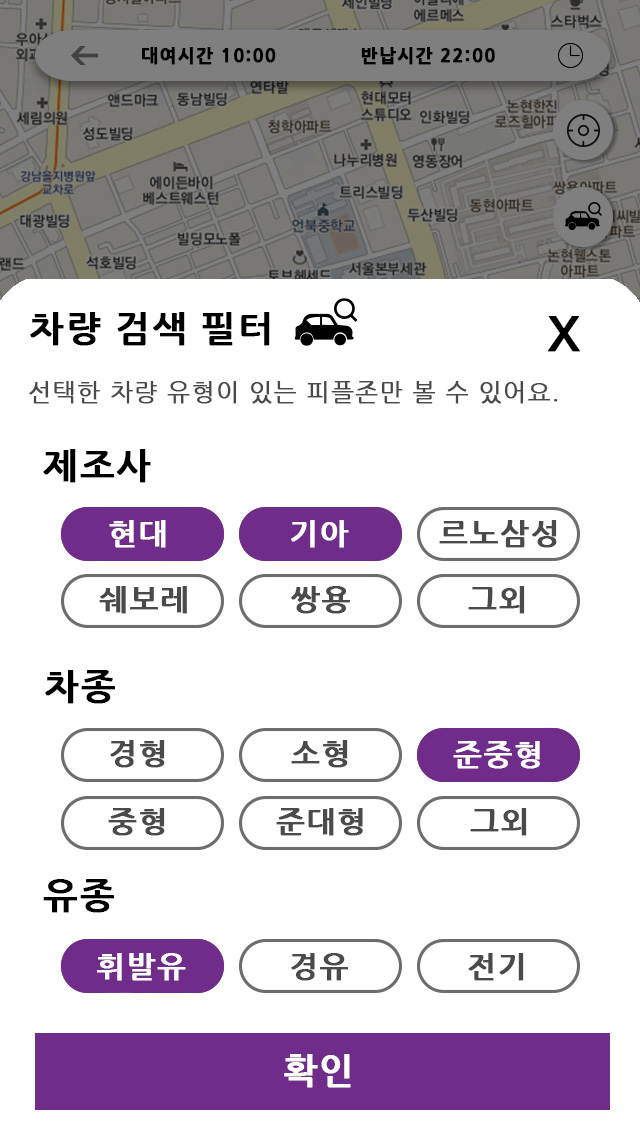 세인빌딩
에르메스
스타벅스
대여시간 10:00
반납시간 22:00
연타발
앤드마크
동남빌딩
현대모터
스튜디오
인화빌딩
논현한진
세림의원
성도빌딩
청학아파트
나누리병원
영동장어
강남을지병원앞
교차로
에이든바이
베스트웨스턴
트리스빌딩
쌍용아파트
동현아파트
두산빌딩
대광빌딩
언북중학교
빌딩모노폴
석호빌딩
서울본부세관
논현웰스톤
아파트
차량 검색 필터
X
선택한 차량 유형이 있는 피플존만 볼 수 있어요.
제조사
현대
기아
르노삼성
쉐보레
쌍용
그외
차종
경형
소형
준중형
중형
준대형
그외
유종
휘발유
경유
전기
확인